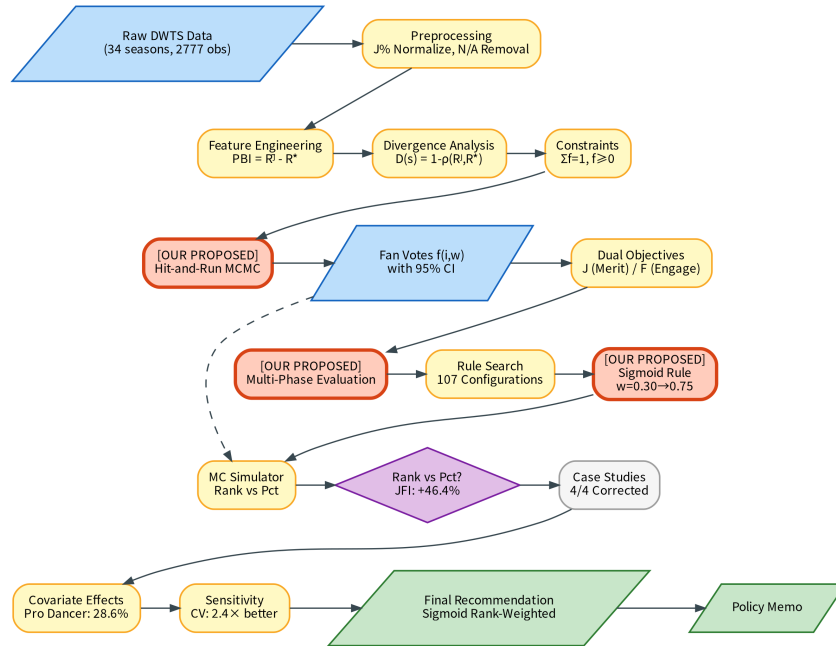 Raw DWTS Data
(34 seasons, 2777 obs)
Preprocessing
J% Normalize, N/A Removal
Feature Engineering
PBI = Rᴶ - R*
Divergence Analysis
D(s) = 1-ρ(Rᴶ,R*)
Constraints
Σf=1, f≥0
[OUR PROPOSED]
Hit-and-Run MCMC
Fan Votes f(i,w)
with 95% CI
Dual Objectives
J (Merit) / F (Engage)
[OUR PROPOSED]
Multi-Phase Evaluation
Rule Search
107 Configurations
[OUR PROPOSED]
Sigmoid Rule
w=0.30→0.75
MC Simulator
Rank vs Pct
Rank vs Pct?
JFI: +46.4%
Case Studies
4/4 Corrected
Covariate Effects
Pro Dancer: 28.6%
Sensitivity
CV: 2.4× better
Final Recommendation
Sigmoid Rank-Weighted
Policy Memo